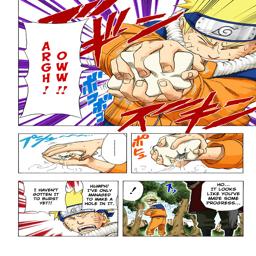 OWW!!
ARGH!
HO...
IT LOOKS
LIKE YOU'VE
MADE SOME
PROGRESS...
!
HUMPH!
I'VE ONLY
MANAGED TO
MAKE A HOLE
IN IT.
I HAVEN'T
GOTTEN
IT TO
BURST
YET!!